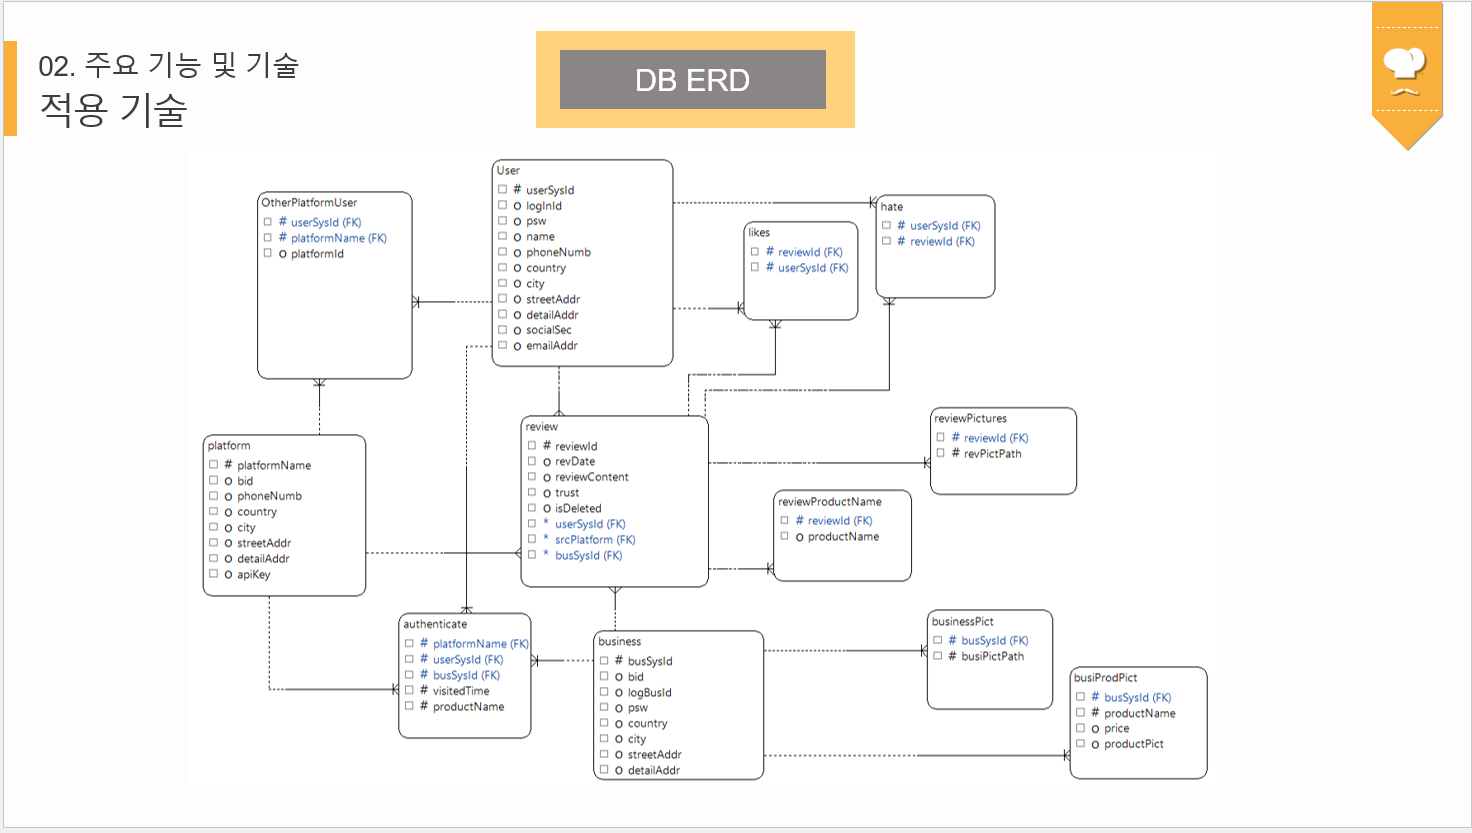 02. 주요 기능 및 기술
적용 기술
DB ERD
User
# userSysId
o logInId
o psw
o name
o phoneNumb
o country
o city
o streetAddr
o detailAddr
o socialSec
o emailAddr
OtherPlatformUser
# userSysId (FK)
# platformName (FK)
o platformId
likes
# reviewId (FK)
# userSysId (FK)
hate
# userSysId (FK)
# reviewId (FK)
platform
# platformName
o bid
o phoneNumb
o country
o city
o streetAddr
o detailAddr
o apiKey
review
# reviewId
o revDate
o reviewContent
o trust
o isDeleted
* userSysId (FK)
* srcPlatform (FK)
* busSysId (FK)
reviewPictures
# reviewId (FK)
# revPictPath
reviewProductName
# reviewId (FK)
o productName
authenticate
# platformName (FK)
# userSysId (FK)
# busSysId (FK)
# visitedTime
# productName
business
# busSysId
o bid
o logBusId
o psw
o country
o city
o streetAddr
o detailAddr
businessPict
# busSysId (FK)
# busiPictPath
busiProdPict
# busSysId (FK)
# productName
o price
o productPict